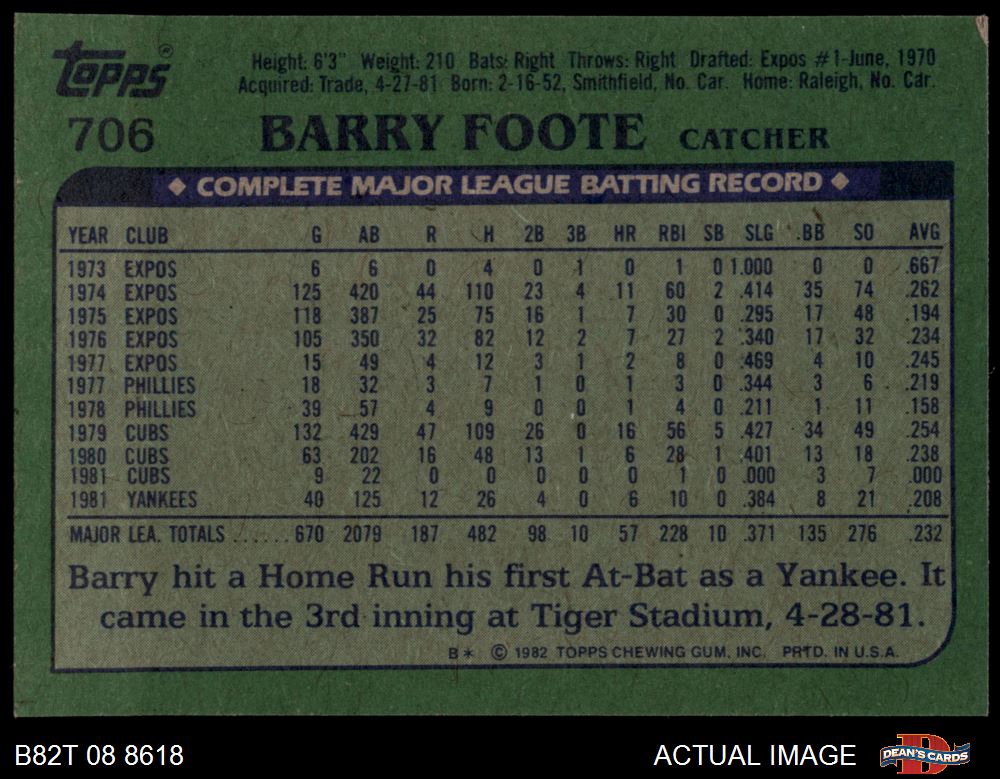 Topps®
Height: 6'3" Weight: 210 Bats: Right Throws: Right Drafted: Expos #1-June, 1970
Acquired: Trade, 4-27-81 Born: 2-16-52, Smithfield, No. Car. Home: Raleigh, No. Car.
706 BARRY FOOTE CATCHER
◆ COMPLETE MAJOR LEAGUE BATTING RECORD ◆
YEAR CLUB G AB R H 2B 3B HR RBI SB SLG BB SO AVG
1973 EXPOS 6 6 0 4 0 1 0 1 0 1.000 0 0 .667
1974 EXPOS 125 420 44 110 23 4 11 60 2 .414 35 74 .262
1975 EXPOS 118 387 25 75 16 1 7 30 0 .295 17 48 .194
1976 EXPOS 105 350 32 82 12 2 7 27 2 .340 17 32 .234
1977 EXPOS 15 49 4 12 3 1 2 8 0 .469 4 10 .245
1977 PHILLIES 18 32 3 7 1 0 1 3 0 .344 3 6 .219
1978 PHILLIES 39 57 4 9 0 0 1 4 0 .211 1 11 .158
1979 CUBS 132 429 47 109 26 0 16 56 5 .427 34 49 .254
1980 CUBS 63 202 16 48 13 1 6 28 1 .401 13 18 .238
1981 CUBS 9 22 0 0 0 0 0 1 0 .000 3 7 .000
1981 YANKEES 40 125 12 26 4 0 6 10 0 .384 8 21 .208
MAJOR LEA. TOTALS ...... 670 2079 187 482 98 10 57 228 10 .371 135 276 .232
Barry hit a Home Run his first At-Bat as a Yankee. It
came in the 3rd inning at Tiger Stadium, 4-28-81.
B* © 1982 TOPPS CHEWING GUM, INC. PRTD. IN U.S.A.
B82T 08 8618 ACTUAL IMAGE DEAN'S CARDS